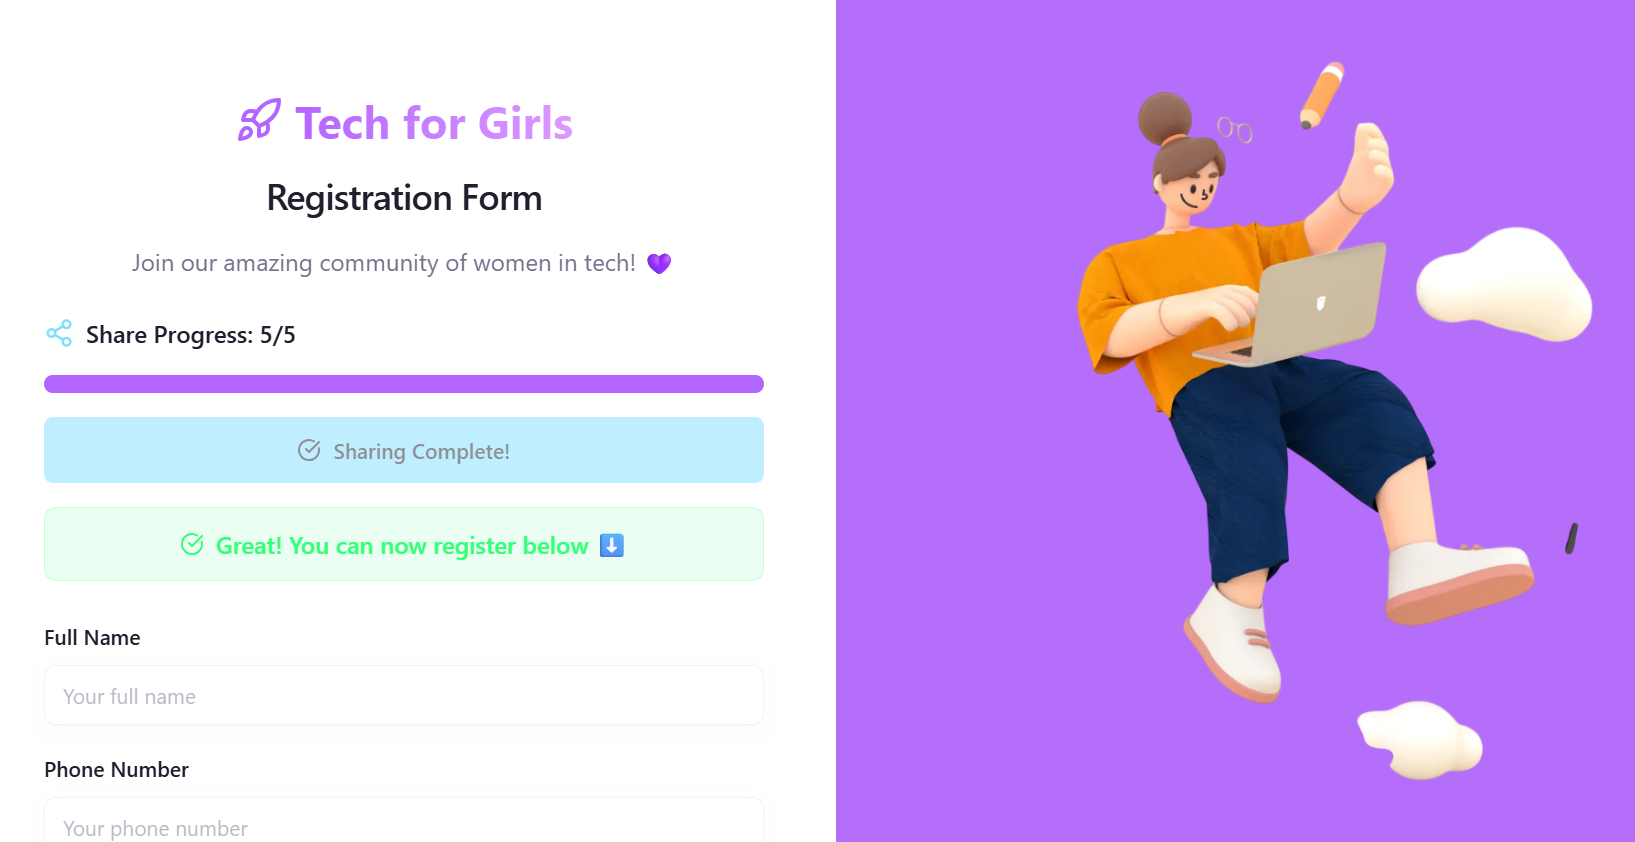 Tech for Girls
Registration Form
Join our amazing community of women in tech! 💜
Share Progress: 5/5
Sharing Complete!
Great! You can now register below ⬇️
Full Name
Your full name
Phone Number
Your phone number